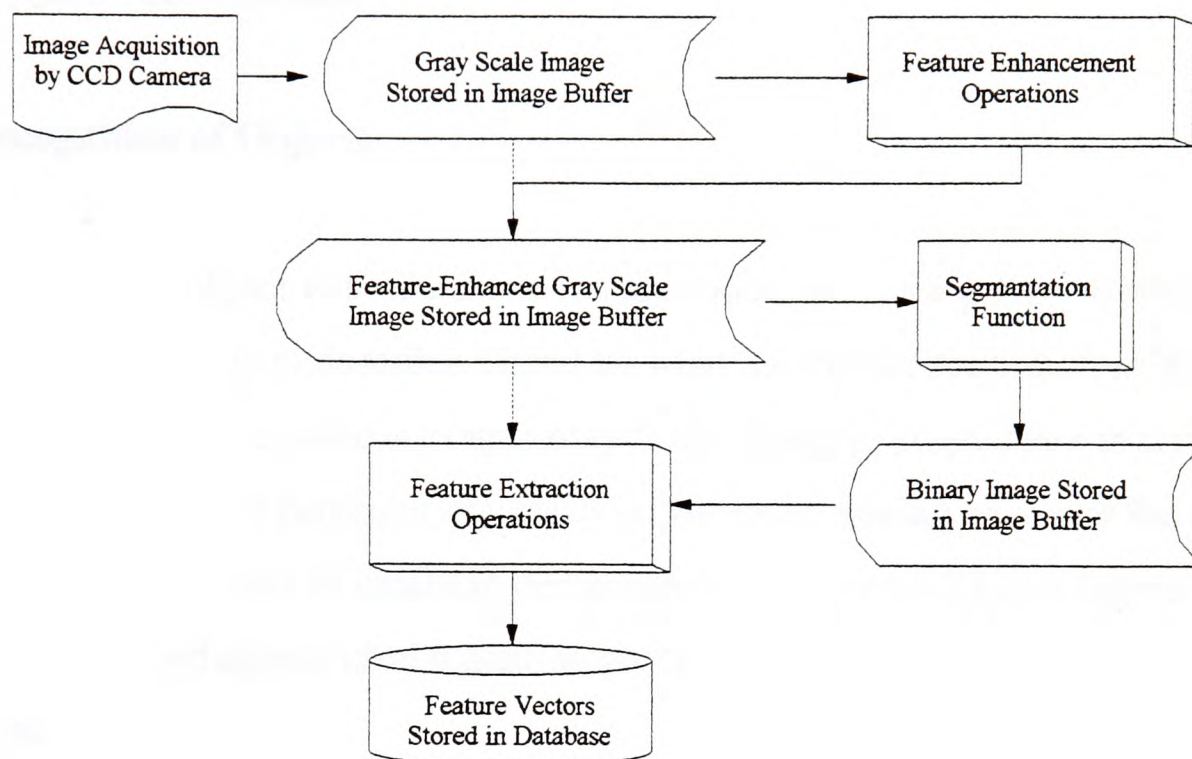 Image Acquisition
by CCD Camera
Gray Scale Image
Stored in Image Buffer
Feature Enhancement
Operations
Feature-Enhanced Gray Scale
Image Stored in Image Buffer
Segmantation
Function
Feature Extraction
Operations
Binary Image Stored
in Image Buffer
Feature Vectors
Stored in Database